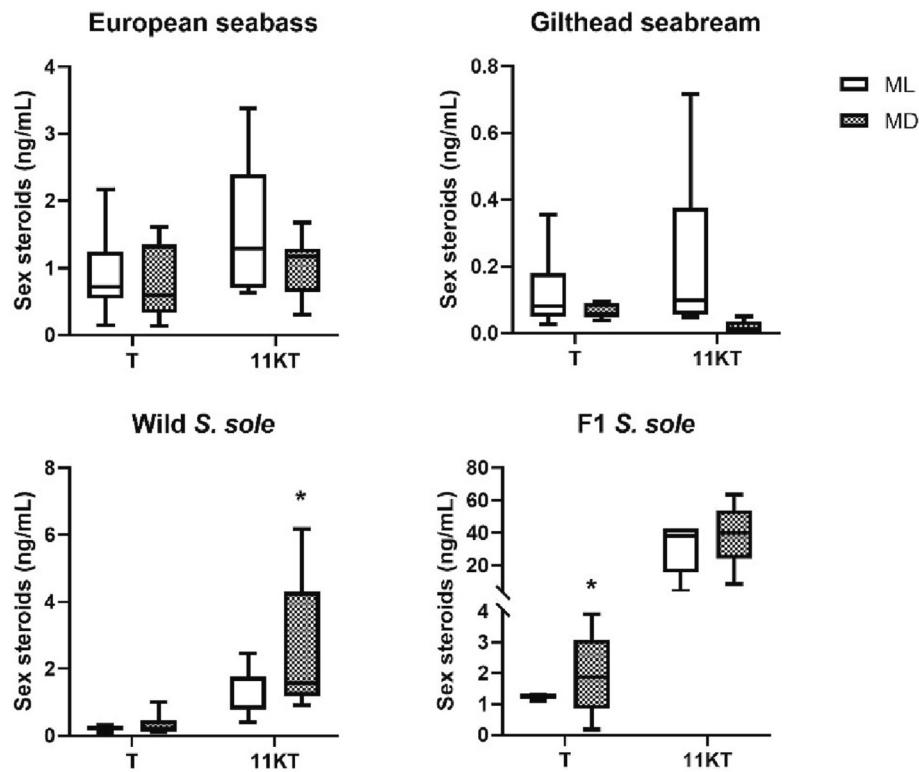 European seabass
Sex steroids (ng/mL)
4
3
2
1
0
T 11KT
Gilthead seabream
Sex steroids (ng/mL)
0.8
0.6
0.4
0.2
0.0
T 11KT
ML
MD
Wild S. sole
Sex steroids (ng/mL)
8
6
4
2
0
*
T 11KT
F1 S. sole
Sex steroids (ng/mL)
80
60
40
20
4
3
2
1
0
*
T 11KT